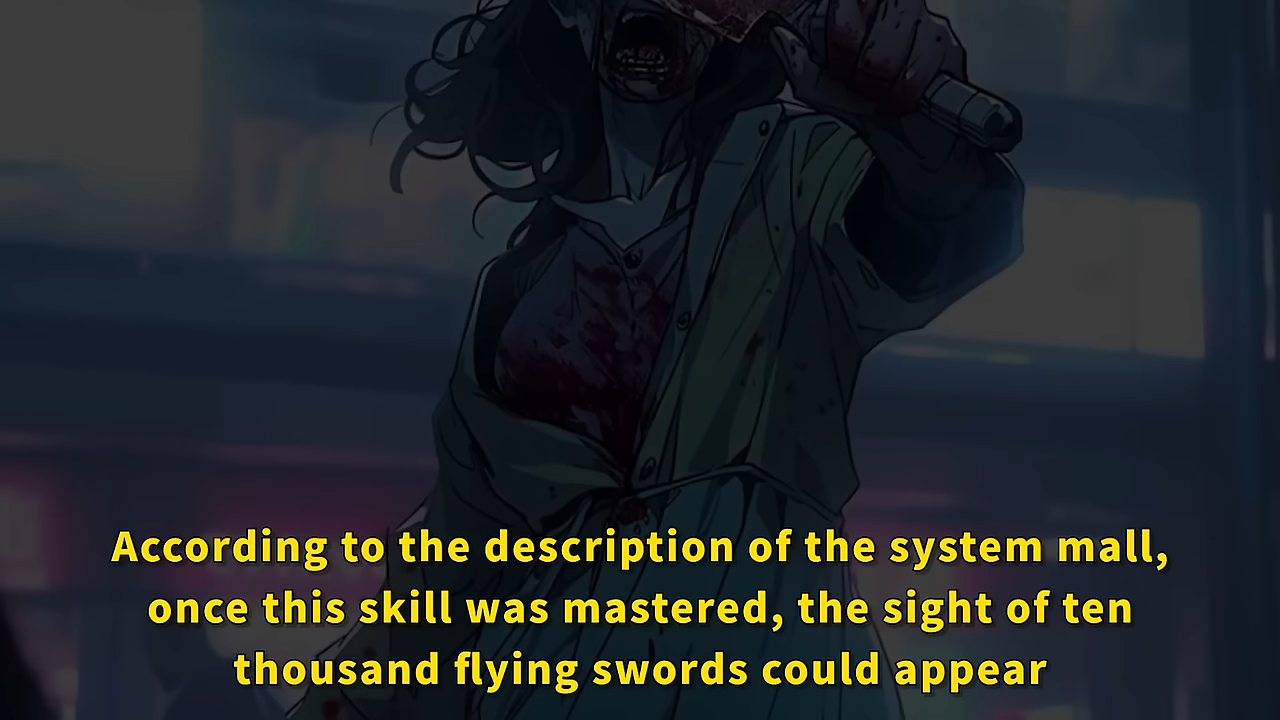 According to the description of the system mall,
once this skill was mastered, the sight of ten
thousand flying swords could appear